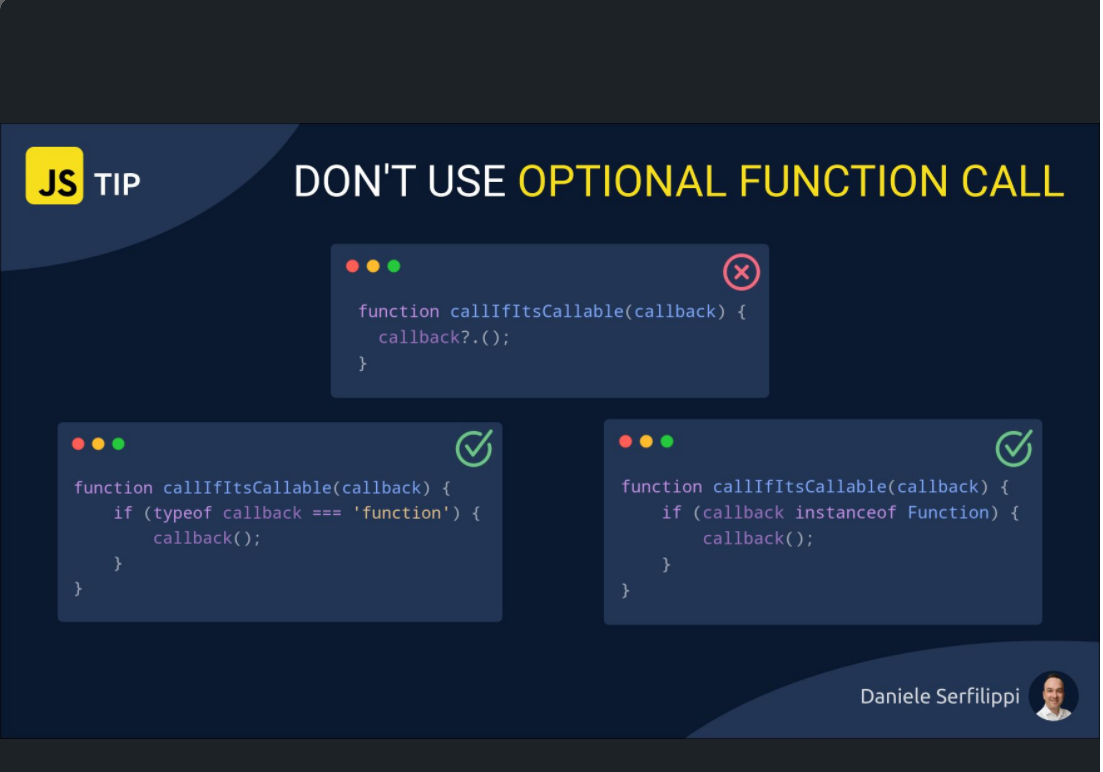 JS TIP
DON'T USE OPTIONAL FUNCTION CALL
function callIfItsCallable(callback) {
  callback?.();
}
function callIfItsCallable(callback) {
    if (typeof callback === 'function') {
        callback();
    }
}
function callIfItsCallable(callback) {
    if (callback instanceof Function) {
        callback();
    }
}
Daniele Serfilippi